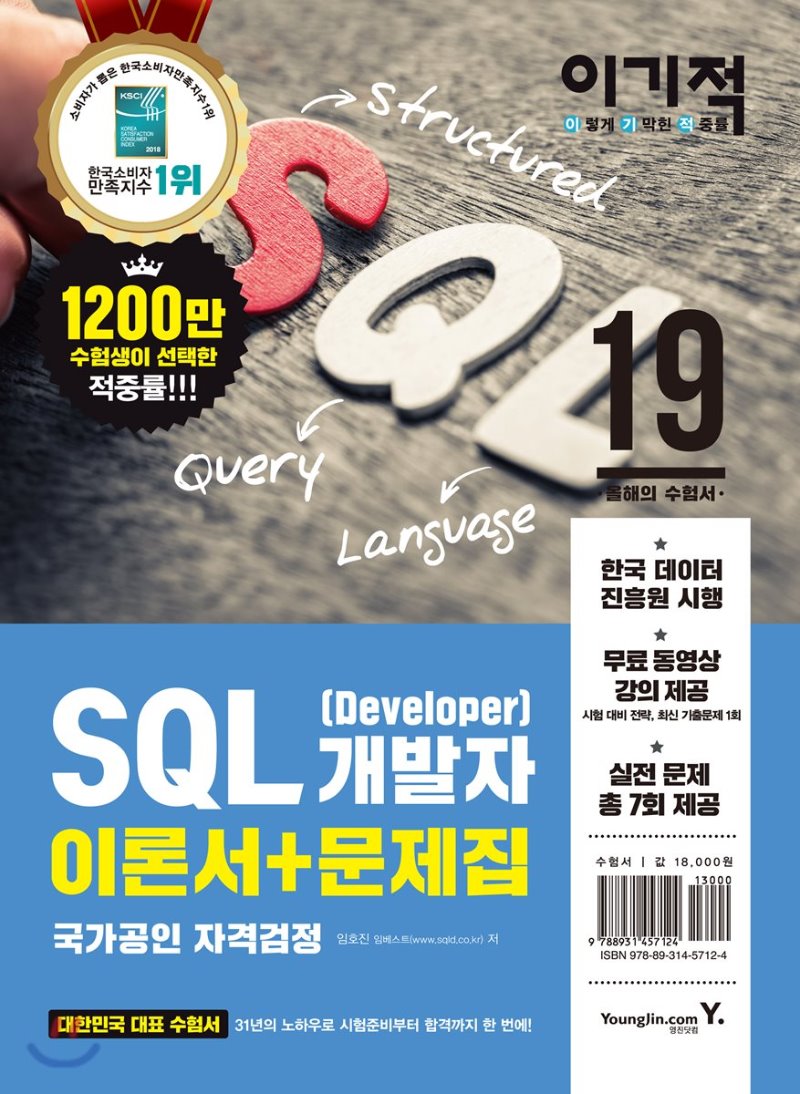 소비자가 뽑은 한국소비자만족지수 1위
KSCI
KOREA
SATISFACTION
CONSUMER
INDEX
2018
한국소비자
만족지수 1위
이기적
이렇게 기막힌 적중률
Structured
SQL
1200만
수험생이 선택한
적중률!!!
Query
Language
19
·올해의 수험서·
한국 데이터
진흥원 시행
무료 동영상
강의 제공
시험 대비 전략, 최신 기출문제 1회
실전 문제
총 7회 제공
SQL (Developer)
개발자
이론서+문제집
국가공인 자격검정
임호진 임베스트(www.sqld.co.kr) 저
대한민국 대표 수험서
31년의 노하우로 시험준비부터 합격까지 한 번에!
수험서 | 값 18,000원
13000
9 788931 457124
ISBN 978-89-314-5712-4
YoungJin.com Y.
영진닷컴